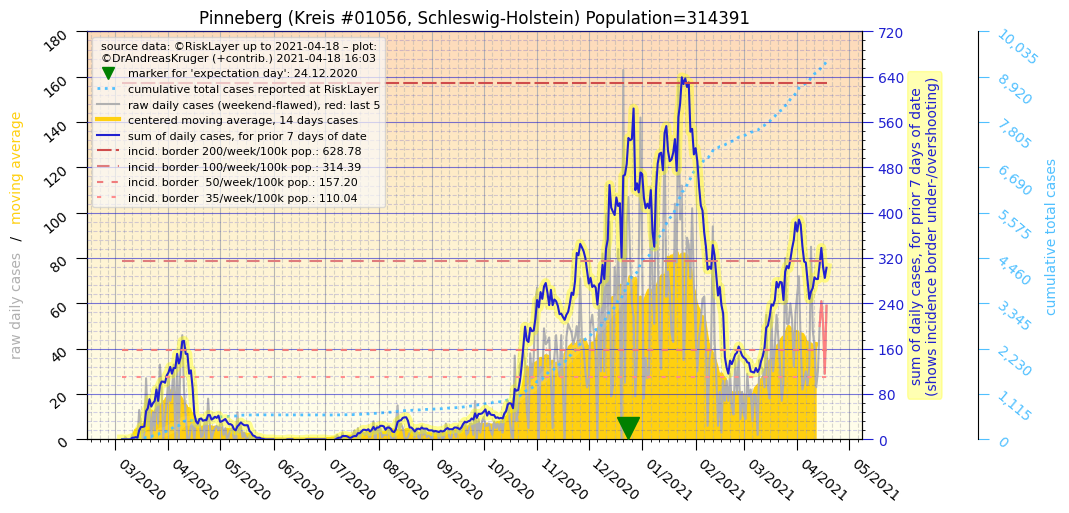 Pinneberg (Kreis #01056, Schleswig-Holstein) Population=314391
source data: ©RiskLayer up to 2021-04-18 – plot:
©DrAndreasKruger (+contrib.) 2021-04-18 16:03
marker for 'expectation day': 24.12.2020
cumulative total cases reported at RiskLayer
raw daily cases (weekend-flawed), red: last 5
centered moving average, 14 days cases
sum of daily cases, for prior 7 days of date
incid. border 200/week/100k pop.: 628.78
incid. border 100/week/100k pop.: 314.39
incid. border  50/week/100k pop.: 157.20
incid. border  35/week/100k pop.: 110.04
raw daily cases / moving average
180
160
140
120
100
80
60
40
20
0
03/2020
04/2020
05/2020
06/2020
07/2020
08/2020
09/2020
10/2020
11/2020
12/2020
01/2021
02/2021
03/2021
04/2021
05/2021
720
640
560
480
400
320
240
160
80
0
sum of daily cases, for prior 7 days of date
(shows incidence border under-/overshooting)
10,035
8,920
7,805
6,690
5,575
4,460
3,345
2,230
1,115
0
cumulative total cases